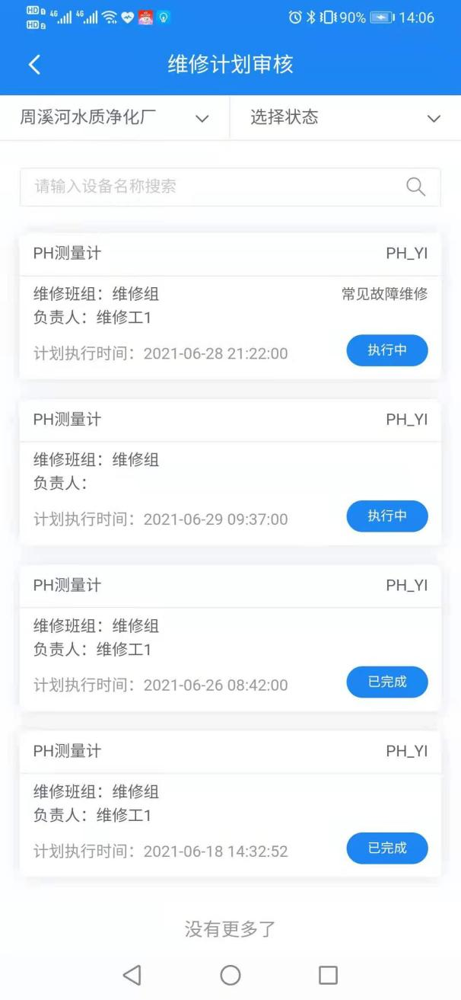 HD 1 4G 4G 90% 14:06
HD 2
维修计划审核
周溪河水质净化厂 选择状态
请输入设备名称搜索
PH测量计 PH_YI
维修班组：维修组 常见故障维修
负责人：维修工1
计划执行时间：2021-06-28 21:22:00 执行中
PH测量计 PH_YI
维修班组：维修组
负责人：
计划执行时间：2021-06-29 09:37:00 执行中
PH测量计 PH_YI
维修班组：维修组
负责人：维修工1
计划执行时间：2021-06-26 08:42:00 已完成
PH测量计 PH_YI
维修班组：维修组
负责人：维修工1
计划执行时间：2021-06-18 14:32:52 已完成
没有更多了